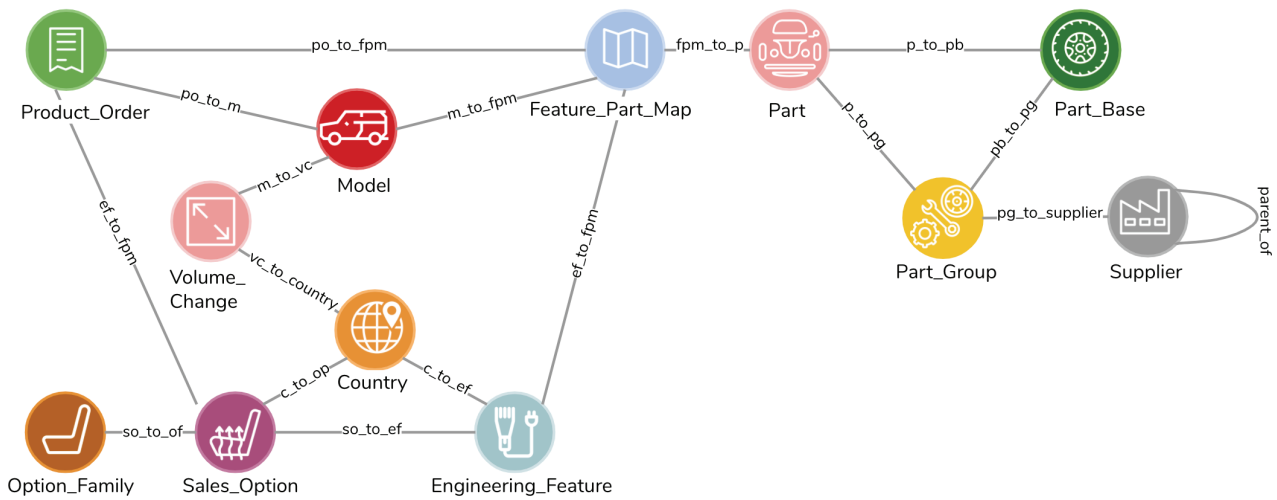 po_to_fpm
fpm_to_p
p_to_pb
Product_Order
po_to_m
m_to_fpm
Feature_Part_Map
Part
Part_Base
p_to_pg
pb_to_pg
m_to_vc
Model
ef_to_fpm
ef_to_fpm
pg_to_supplier
parent_of
Volume_
Change
vc_to_country
Part_Group
Supplier
c_to_op
Country
c_to_ef
so_to_of
so_to_ef
Option_Family
Sales_Option
Engineering_Feature